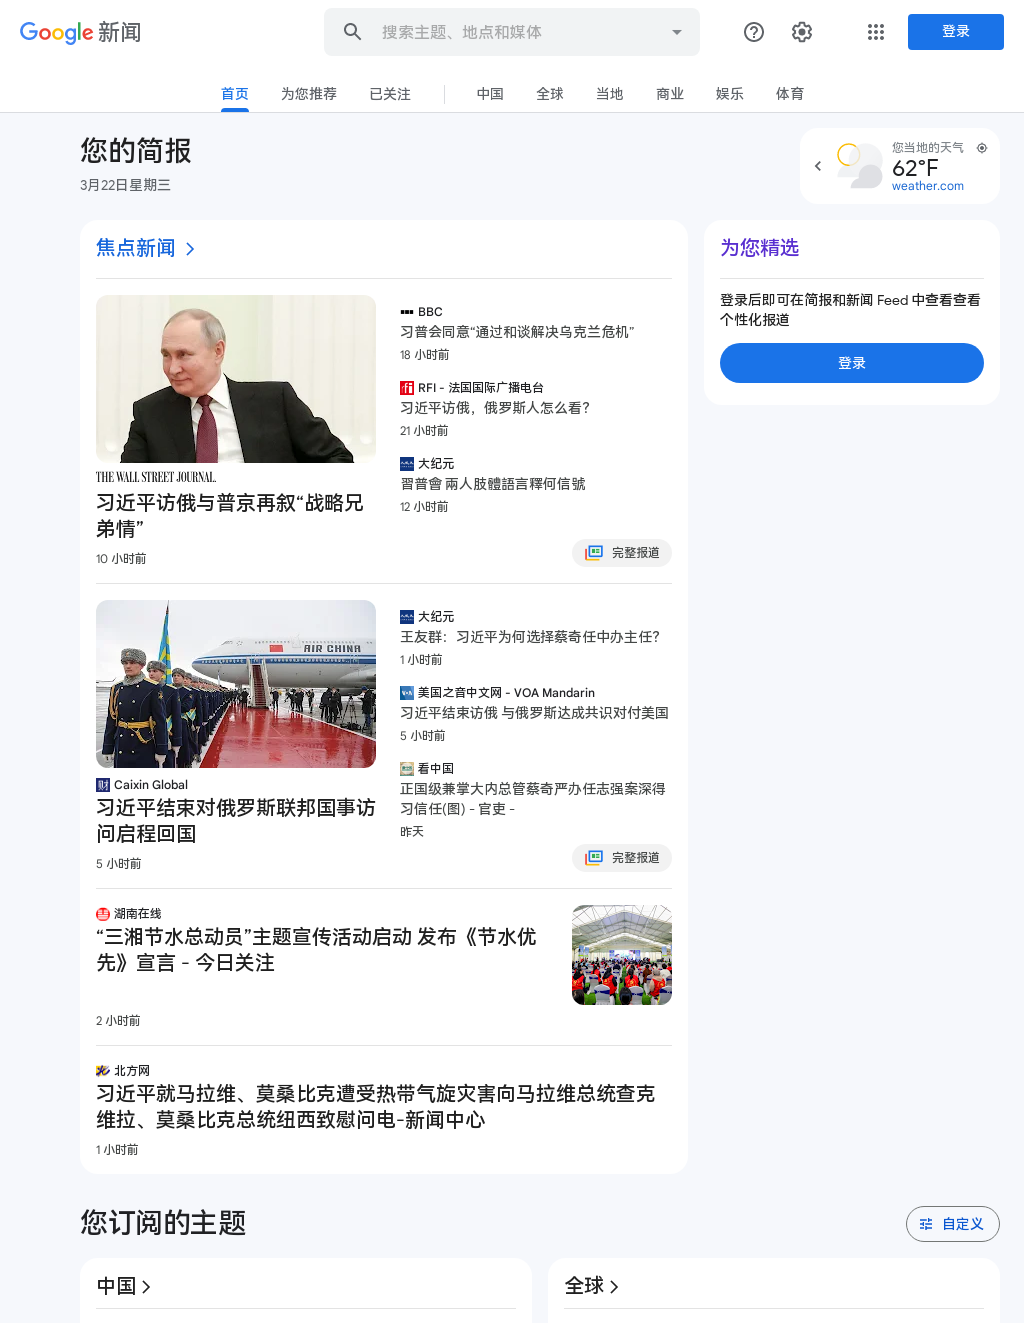 Google 新闻
搜索主题、地点和媒体
登录
首页
为您推荐
已关注
中国
全球
当地
商业
娱乐
体育
您的简报
3月22日星期三
您当地的天气
62°F
weather.com
焦点新闻
THE WALL STREET JOURNAL.
习近平访俄与普京再叙“战略兄
弟情”
10 小时前
BBC
习普会同意“通过和谈解决乌克兰危机”
18 小时前
RFI - 法国国际广播电台
习近平访俄，俄罗斯人怎么看？
21 小时前
大纪元
習普會 兩人肢體語言釋何信號
12 小时前
完整报道
AIR CHINA
Caixin Global
习近平结束对俄罗斯联邦国事访
问启程回国
5 小时前
大纪元
王友群：习近平为何选择蔡奇任中办主任？
1 小时前
美国之音中文网 - VOA Mandarin
习近平结束访俄 与俄罗斯达成共识对付美国
5 小时前
看中国
正国级兼掌大内总管蔡奇严办任志强案深得
习信任(图) - 官吏 -
昨天
完整报道
湖南在线
“三湘节水总动员”主题宣传活动启动 发布《节水优
先》宣言 - 今日关注
2 小时前
北方网
习近平就马拉维、莫桑比克遭受热带气旋灾害向马拉维总统查克
维拉、莫桑比克总统纽西致慰问电-新闻中心
1 小时前
为您精选
登录后即可在简报和新闻 Feed 中查看查看
个性化报道
登录
您订阅的主题
自定义
中国
全球